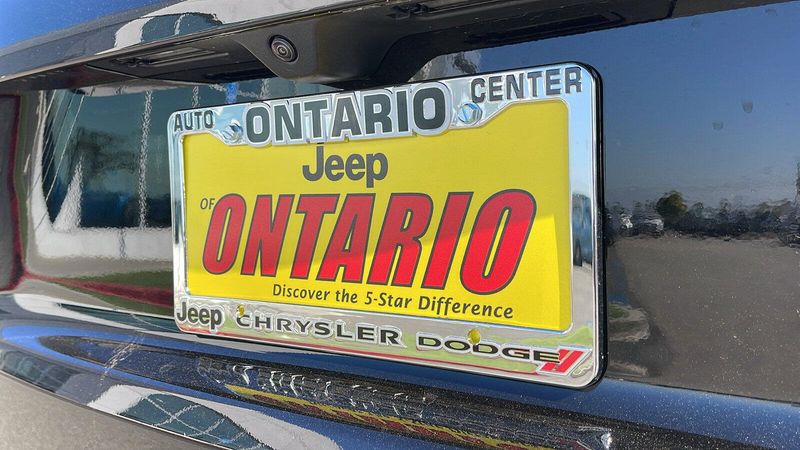 AUTO ONTARIO CENTER
Jeep
OF ONTARIO
Discover the 5-Star Difference
Jeep CHRYSLER DODGE